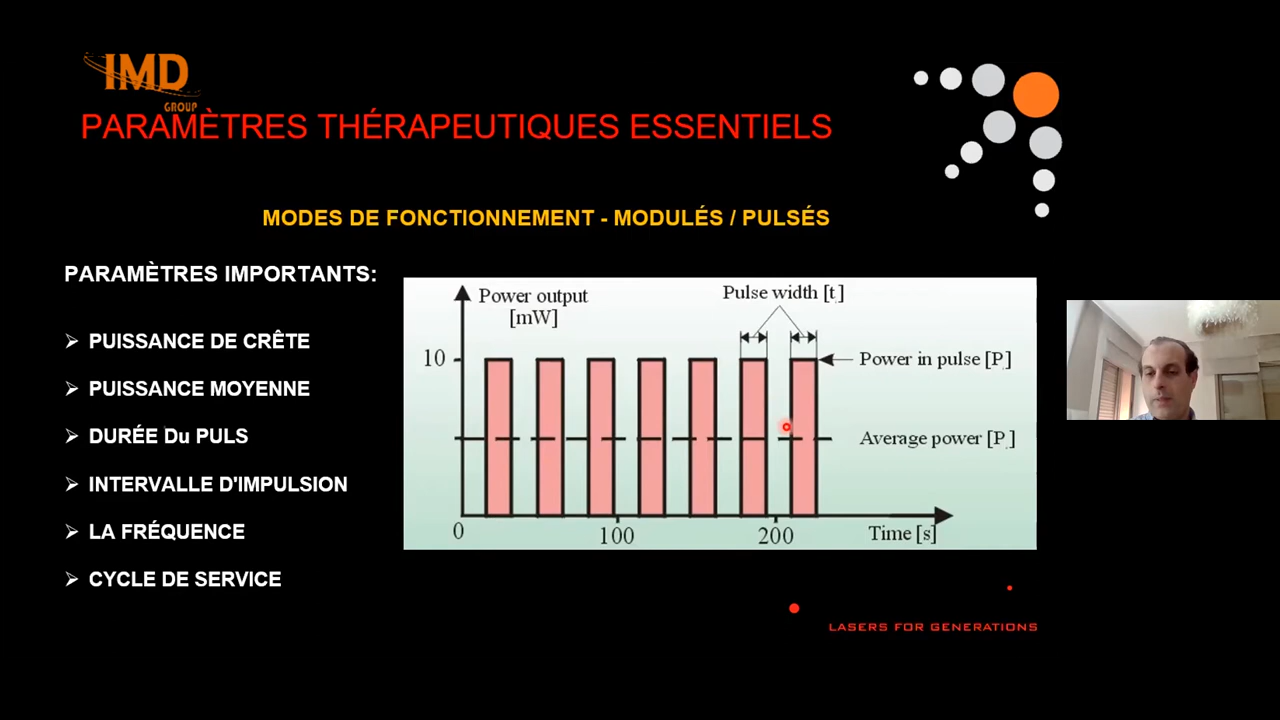 IMD
GROUP
PARAMÈTRES THÉRAPEUTIQUES ESSENTIELS
MODES DE FONCTIONNEMENT - MODULÉS / PULSÉS
PARAMÈTRES IMPORTANTS:
PUISSANCE DE CRÊTE
PUISSANCE MOYENNE
DURÉE Du PULS
INTERVALLE D'IMPULSION
LA FRÉQUENCE
CYCLE DE SERVICE
Power output
[mW]
Pulse width [t]
10
Power in pulse [P]
Average power [P]
0
100
200
Time [s]
LASERS FOR GENERATIONS